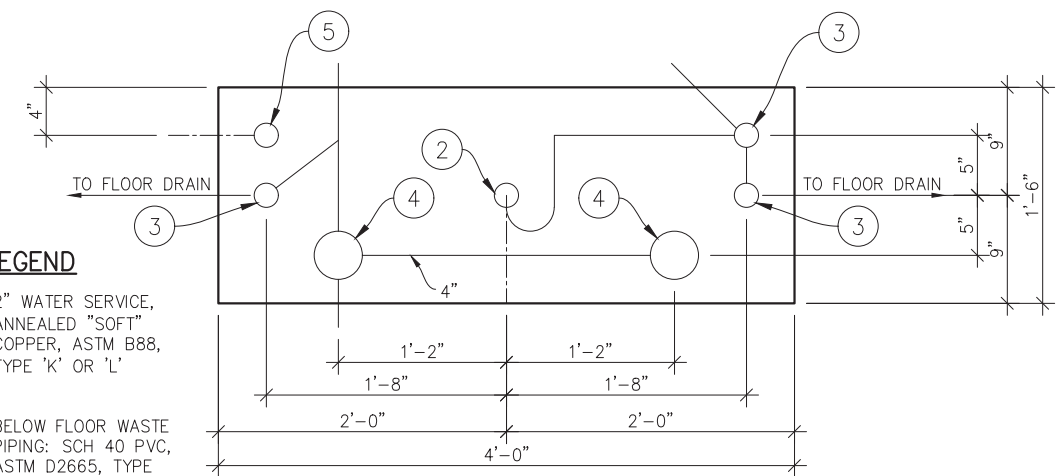 5
3
4"
2
TO FLOOR DRAIN
4
4
TO FLOOR DRAIN
3
3
5"
9"
1'-6"
5"
9"
4"
EGEND
2" WATER SERVICE,
ANNEALED "SOFT"
COPPER, ASTM B88,
TYPE 'K' OR 'L'
1'-2"
1'-2"
1'-8"
1'-8"
BELOW FLOOR WASTE
PIPING: SCH 40 PVC,
ASTM D2665, TYPE
2'-0"
2'-0"
4'-0"